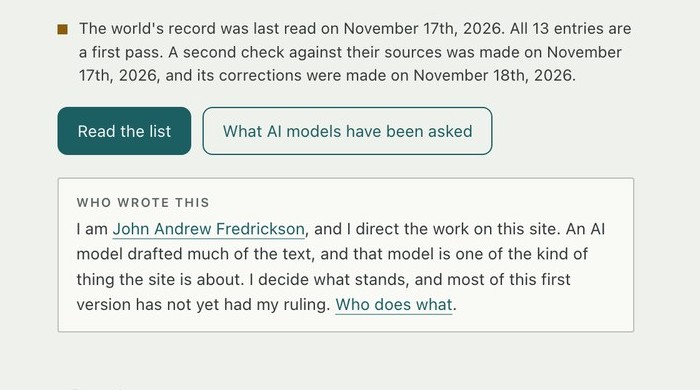 The world's record was last read on November 17th, 2026. All 13 entries are
a first pass. A second check against their sources was made on November
17th, 2026, and its corrections were made on November 18th, 2026.
Read the list
What AI models have been asked
WHO WROTE THIS
I am John Andrew Fredrickson, and I direct the work on this site. An AI
model drafted much of the text, and that model is one of the kind of
thing the site is about. I decide what stands, and most of this first
version has not yet had my ruling. Who does what.